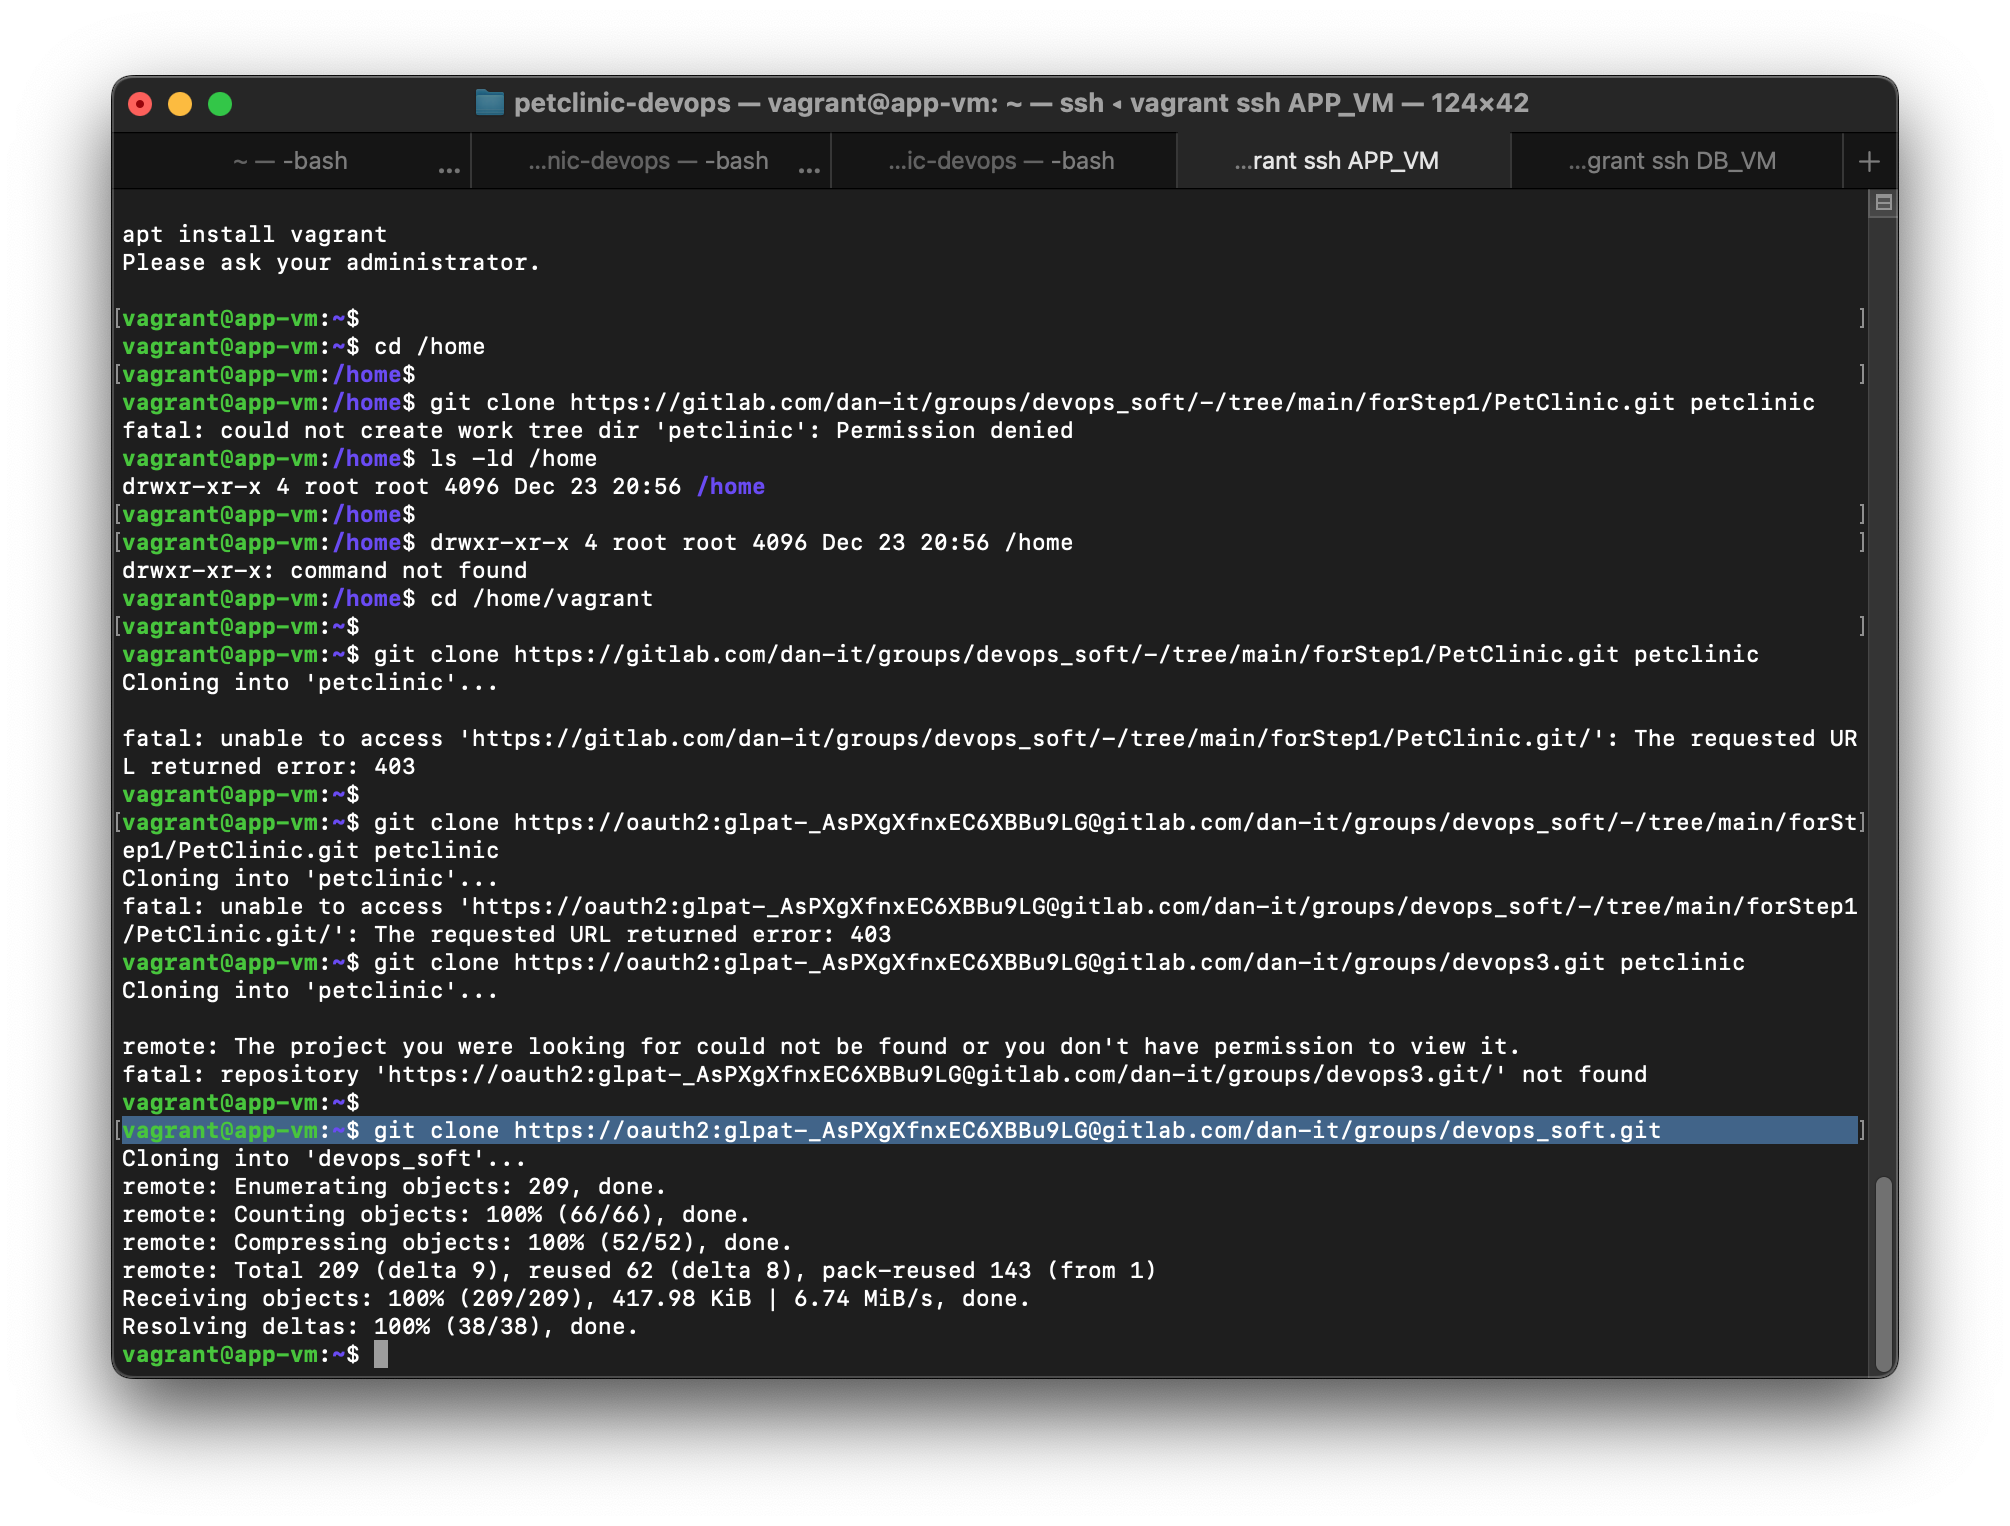 petclinic-devops — vagrant@app-vm: ~ — ssh ◂ vagrant ssh APP_VM — 124×42
~ — -bash ... ...nic-devops — -bash ... ...ic-devops — -bash ...rant ssh APP_VM ...grant ssh DB_VM +
apt install vagrant
Please ask your administrator.
[vagrant@app-vm:~$ ]
vagrant@app-vm:~$ cd /home
[vagrant@app-vm:/home$ ]
vagrant@app-vm:/home$ git clone https://gitlab.com/dan-it/groups/devops_soft/-/tree/main/forStep1/PetClinic.git petclinic
fatal: could not create work tree dir 'petclinic': Permission denied
vagrant@app-vm:/home$ ls -ld /home
drwxr-xr-x 4 root root 4096 Dec 23 20:56 /home
[vagrant@app-vm:/home$ ]
[vagrant@app-vm:/home$ drwxr-xr-x 4 root root 4096 Dec 23 20:56 /home ]
drwxr-xr-x: command not found
vagrant@app-vm:/home$ cd /home/vagrant
[vagrant@app-vm:~$ ]
vagrant@app-vm:~$ git clone https://gitlab.com/dan-it/groups/devops_soft/-/tree/main/forStep1/PetClinic.git petclinic
Cloning into 'petclinic'...
fatal: unable to access 'https://gitlab.com/dan-it/groups/devops_soft/-/tree/main/forStep1/PetClinic.git/': The requested UR
L returned error: 403
vagrant@app-vm:~$
[vagrant@app-vm:~$ git clone https://oauth2:glpat-_AsPXgXfnxEC6XBBu9LG@gitlab.com/dan-it/groups/devops_soft/-/tree/main/forSt]
ep1/PetClinic.git petclinic
Cloning into 'petclinic'...
fatal: unable to access 'https://oauth2:glpat-_AsPXgXfnxEC6XBBu9LG@gitlab.com/dan-it/groups/devops_soft/-/tree/main/forStep1
/PetClinic.git/': The requested URL returned error: 403
vagrant@app-vm:~$ git clone https://oauth2:glpat-_AsPXgXfnxEC6XBBu9LG@gitlab.com/dan-it/groups/devops3.git petclinic
Cloning into 'petclinic'...
remote: The project you were looking for could not be found or you don't have permission to view it.
fatal: repository 'https://oauth2:glpat-_AsPXgXfnxEC6XBBu9LG@gitlab.com/dan-it/groups/devops3.git/' not found
vagrant@app-vm:~$
[vagrant@app-vm:~$ git clone https://oauth2:glpat-_AsPXgXfnxEC6XBBu9LG@gitlab.com/dan-it/groups/devops_soft.git ]
Cloning into 'devops_soft'...
remote: Enumerating objects: 209, done.
remote: Counting objects: 100% (66/66), done.
remote: Compressing objects: 100% (52/52), done.
remote: Total 209 (delta 9), reused 62 (delta 8), pack-reused 143 (from 1)
Receiving objects: 100% (209/209), 417.98 KiB | 6.74 MiB/s, done.
Resolving deltas: 100% (38/38), done.
vagrant@app-vm:~$